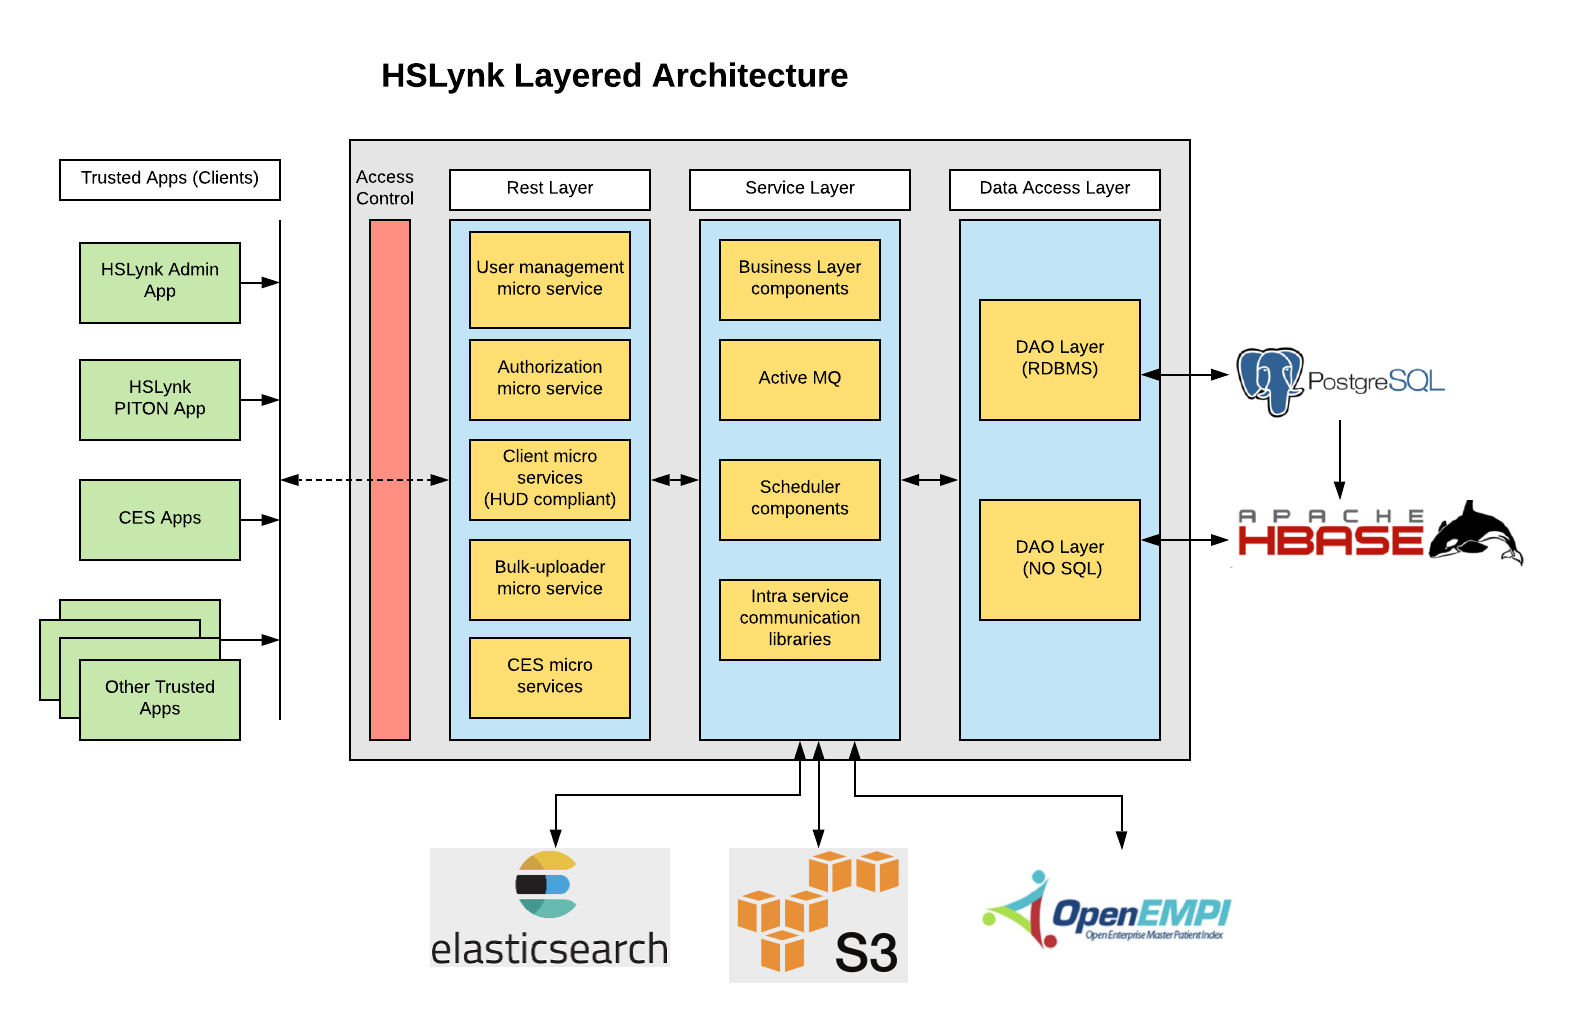 HSLynk Layered Architecture
Trusted Apps (Clients)
HSLynk Admin
App
HSLynk
PITON App
CES Apps
Other Trusted
Apps
Access
Control
Rest Layer
User management
micro service
Authorization
micro service
Client micro
services
(HUD compliant)
Bulk-uploader
micro service
CES micro
services
Service Layer
Business Layer
components
Active MQ
Scheduler
components
Intra service
communication
libraries
Data Access Layer
DAO Layer
(RDBMS)
DAO Layer
(NO SQL)
PostgreSQL
APACHE
HBASE
elasticsearch
S3
OpenEMPI
Open Enterprise Master Patient Index